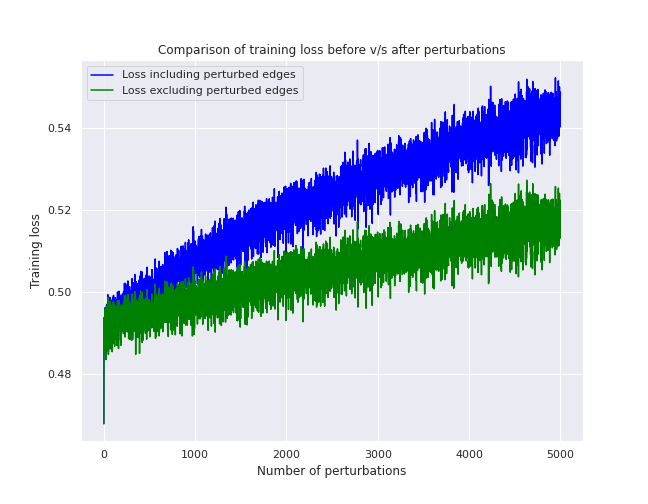 Comparison of training loss before v/s after perturbations
Loss including perturbed edges
Loss excluding perturbed edges
Training loss
0.54
0.52
0.50
0.48
0 1000 2000 3000 4000 5000
Number of perturbations